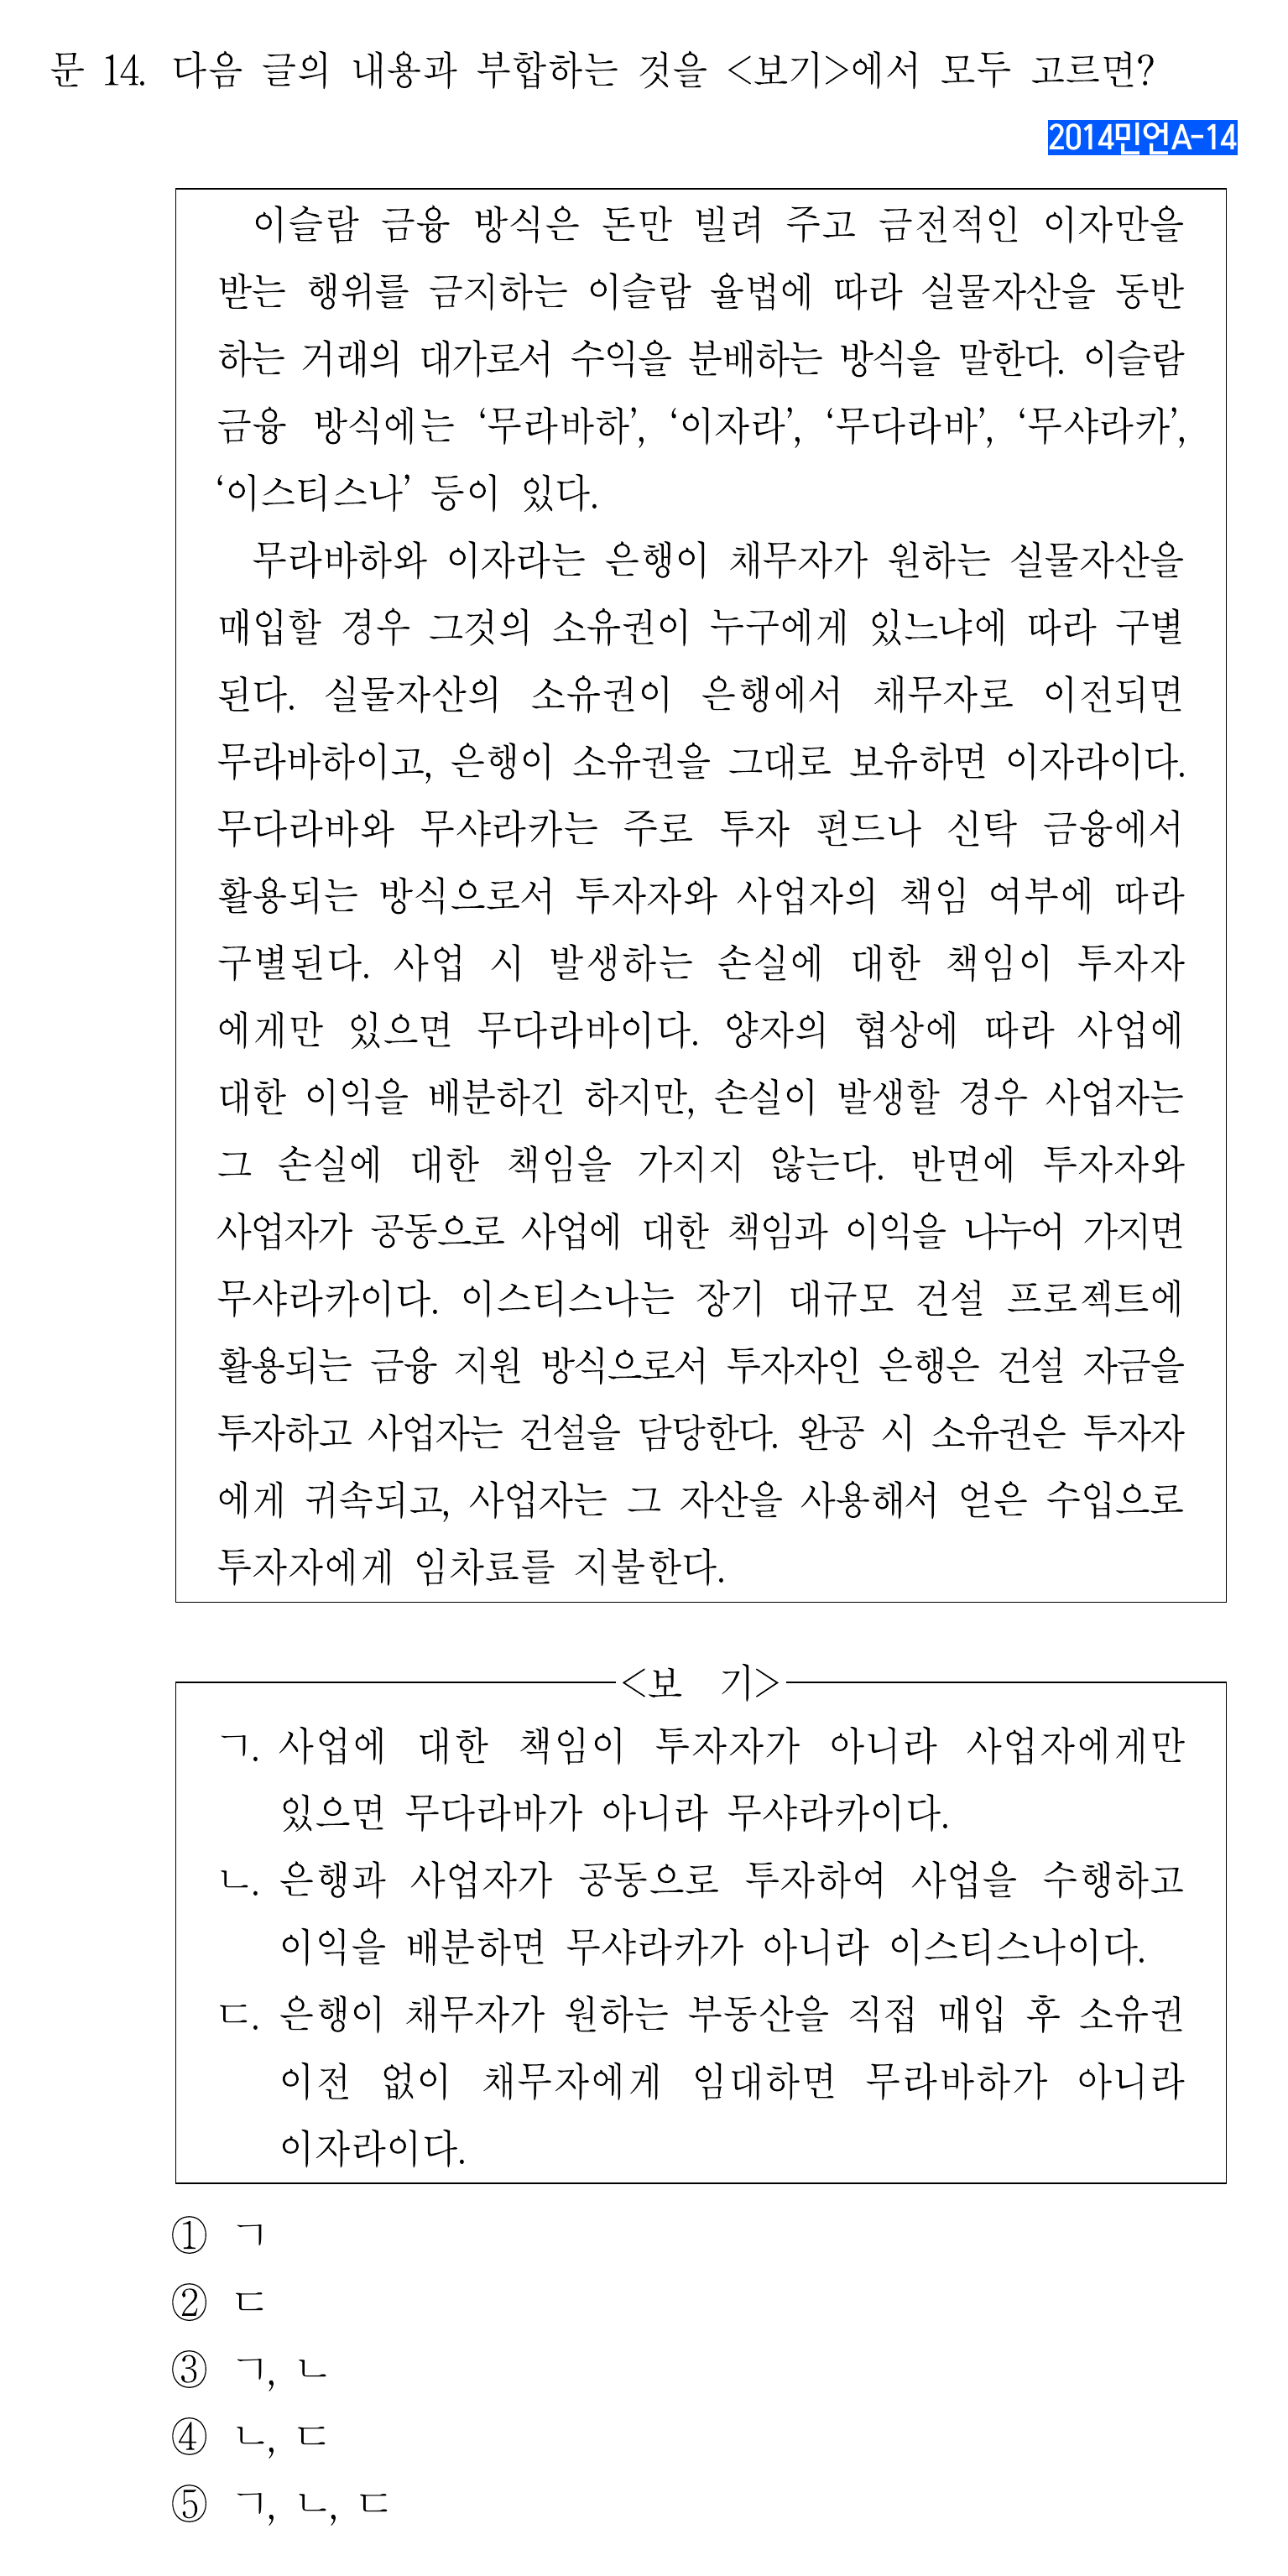 문 14. 다음 글의 내용과 부합하는 것을 <보기>에서 모두 고르면?
2014민언A-14
이슬람 금융 방식은 돈만 빌려 주고 금전적인 이자만을
받는 행위를 금지하는 이슬람 율법에 따라 실물자산을 동반
하는 거래의 대가로서 수익을 분배하는 방식을 말한다. 이슬람
금융 방식에는 ‘무라바하’, ‘이자라’, ‘무다라바’, ‘무샤라카’,
‘이스티스나’ 등이 있다.
무라바하와 이자라는 은행이 채무자가 원하는 실물자산을
매입할 경우 그것의 소유권이 누구에게 있느냐에 따라 구별
된다. 실물자산의 소유권이 은행에서 채무자로 이전되면
무라바하이고, 은행이 소유권을 그대로 보유하면 이자라이다.
무다라바와 무샤라카는 주로 투자 펀드나 신탁 금융에서
활용되는 방식으로서 투자자와 사업자의 책임 여부에 따라
구별된다. 사업 시 발생하는 손실에 대한 책임이 투자자
에게만 있으면 무다라바이다. 양자의 협상에 따라 사업에
대한 이익을 배분하긴 하지만, 손실이 발생할 경우 사업자는
그 손실에 대한 책임을 가지지 않는다. 반면에 투자자와
사업자가 공동으로 사업에 대한 책임과 이익을 나누어 가지면
무샤라카이다. 이스티스나는 장기 대규모 건설 프로젝트에
활용되는 금융 지원 방식으로서 투자자인 은행은 건설 자금을
투자하고 사업자는 건설을 담당한다. 완공 시 소유권은 투자자
에게 귀속되고, 사업자는 그 자산을 사용해서 얻은 수입으로
투자자에게 임차료를 지불한다.
<보 기>
ㄱ. 사업에 대한 책임이 투자자가 아니라 사업자에게만
있으면 무다라바가 아니라 무샤라카이다.
ㄴ. 은행과 사업자가 공동으로 투자하여 사업을 수행하고
이익을 배분하면 무샤라카가 아니라 이스티스나이다.
ㄷ. 은행이 채무자가 원하는 부동산을 직접 매입 후 소유권
이전 없이 채무자에게 임대하면 무라바하가 아니라
이자라이다.
① ㄱ
② ㄷ
③ ㄱ, ㄴ
④ ㄴ, ㄷ
⑤ ㄱ, ㄴ, ㄷ